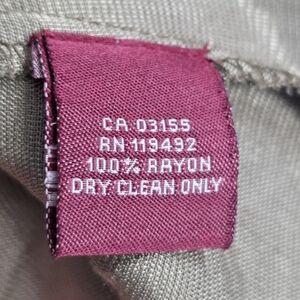 CA 03155
RN 119492
100% RAYON
DRY CLEAN ONLY